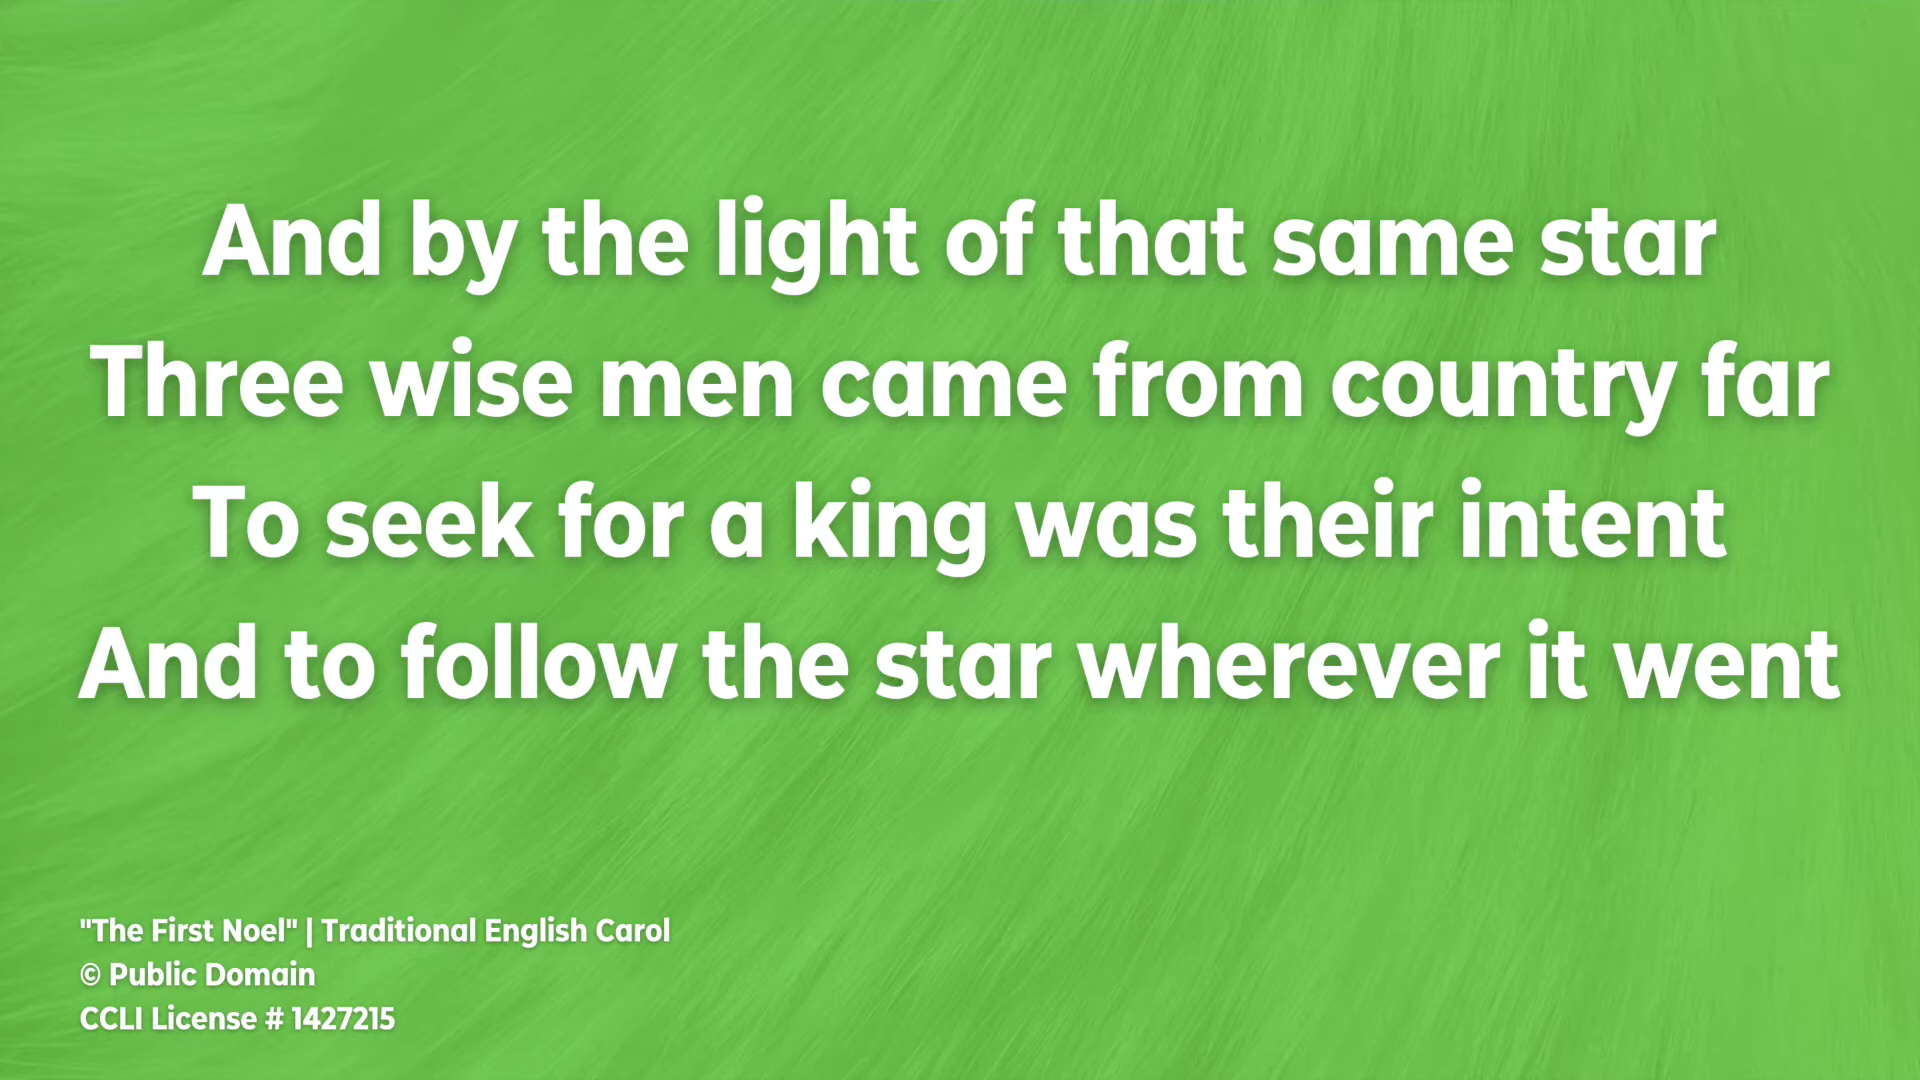 And by the light of that same star
Three wise men came from country far
To seek for a king was their intent
And to follow the star wherever it went
"The First Noel" | Traditional English Carol
© Public Domain
CCLI License # 1427215